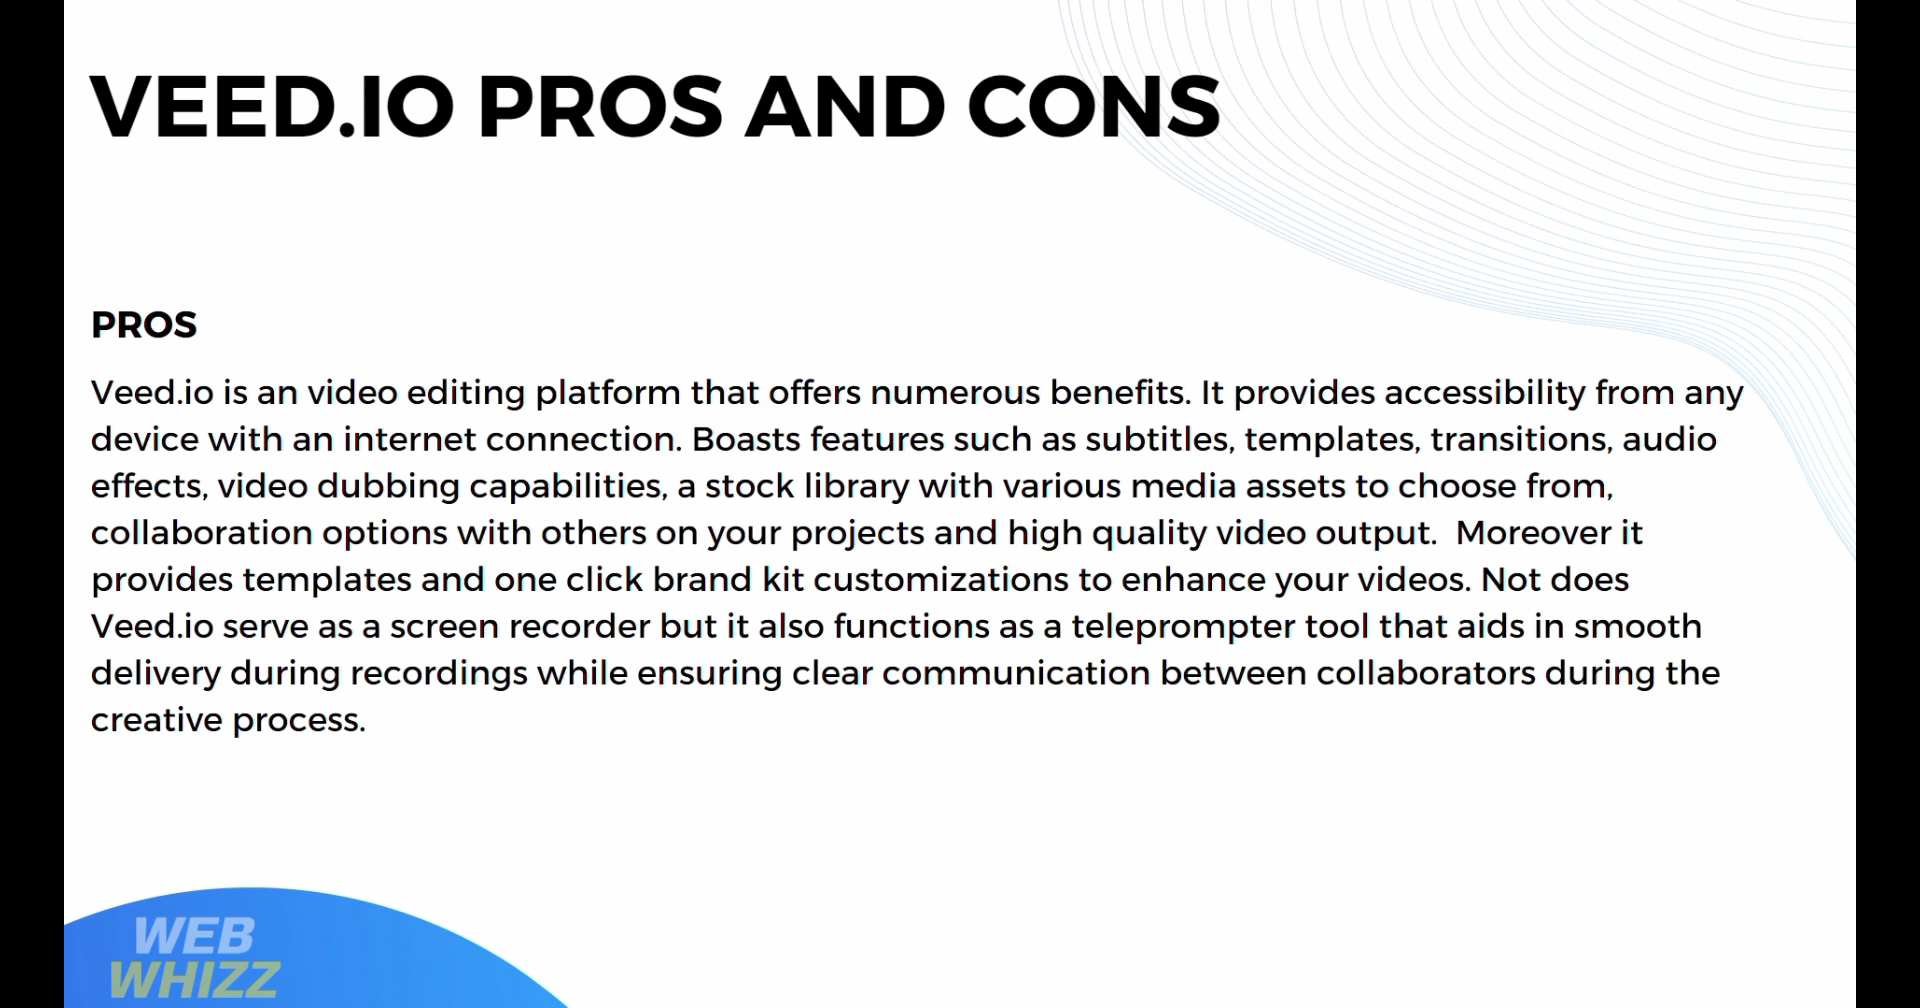 VEED.IO PROS AND CONS
PROS
Veed.io is an video editing platform that offers numerous benefits. It provides accessibility from any
device with an internet connection. Boasts features such as subtitles, templates, transitions, audio
effects, video dubbing capabilities, a stock library with various media assets to choose from,
collaboration options with others on your projects and high quality video output.  Moreover it
provides templates and one click brand kit customizations to enhance your videos. Not does
Veed.io serve as a screen recorder but it also functions as a teleprompter tool that aids in smooth
delivery during recordings while ensuring clear communication between collaborators during the
creative process.
WEB
WHIZZ